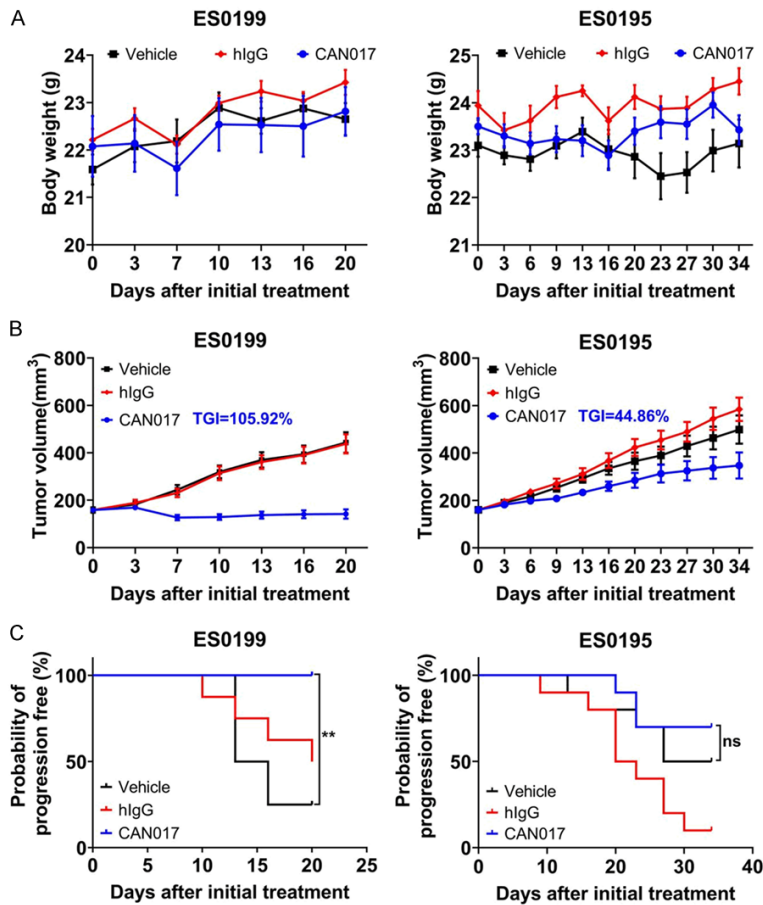 A
ES0199
Vehicle hIgG CAN017
Body weight (g)
24
23
22
21
20
0 3 7 10 13 16 20
Days after initial treatment
ES0195
Vehicle hIgG CAN017
Body weight (g)
25
24
23
22
21
0 3 6 9 13 16 20 23 27 30 34
Days after initial treatment
B
ES0199
Vehicle
hIgG
CAN017 TGI=105.92%
Tumor volume(mm³)
800
600
400
200
0
0 3 7 10 13 16 20
Days after initial treatment
ES0195
Vehicle
hIgG
CAN017 TGI=44.86%
Tumor volume(mm³)
800
600
400
200
0
0 3 6 9 13 16 20 23 27 30 34
Days after initial treatment
C
ES0199
Probability of
progression free (%)
100
50
0
**
Vehicle
hIgG
CAN017
0 5 10 15 20 25
Days after initial treatment
ES0195
Probability of
progression free (%)
100
50
0
ns
Vehicle
hIgG
CAN017
0 10 20 30 40
Days after initial treatment